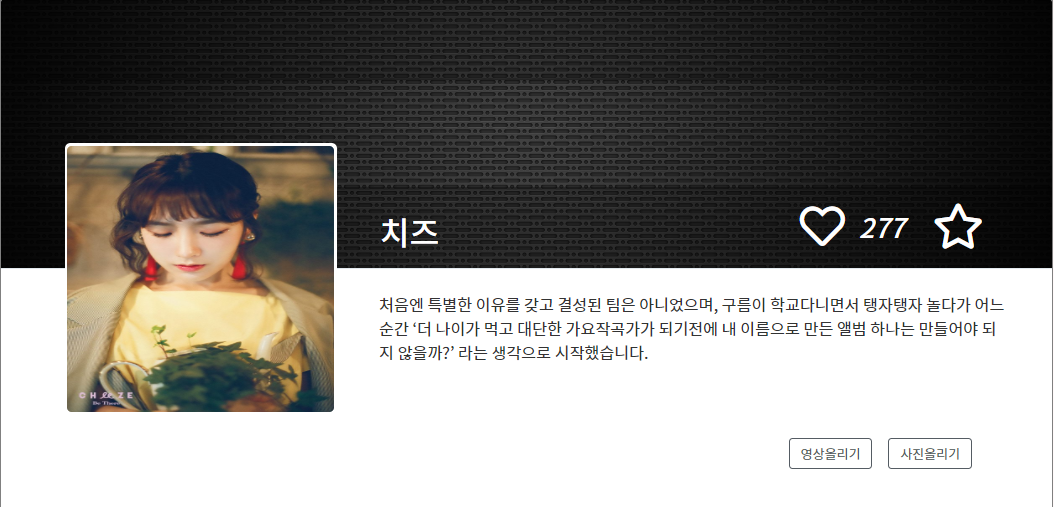 치즈
277
처음엔 특별한 이유를 갖고 결성된 팀은 아니었으며, 구름이 학교다니면서 탱자탱자 놀다가 어느
순간 ‘더 나이가 먹고 대단한 가요작곡가가 되기전에 내 이름으로 만든 앨범 하나는 만들어야 되
지 않을까?’ 라는 생각으로 시작했습니다.
CHEEZE
영상올리기
사진올리기